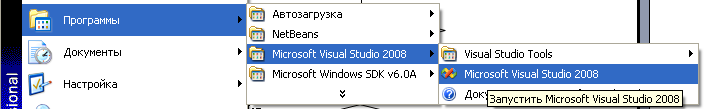 Программы
Документы
Настройка
Автозагрузка
NetBeans
Microsoft Visual Studio 2008
Microsoft Windows SDK v6.0A
Visual Studio Tools
Microsoft Visual Studio 2008
Запустить Microsoft Visual Studio 2008